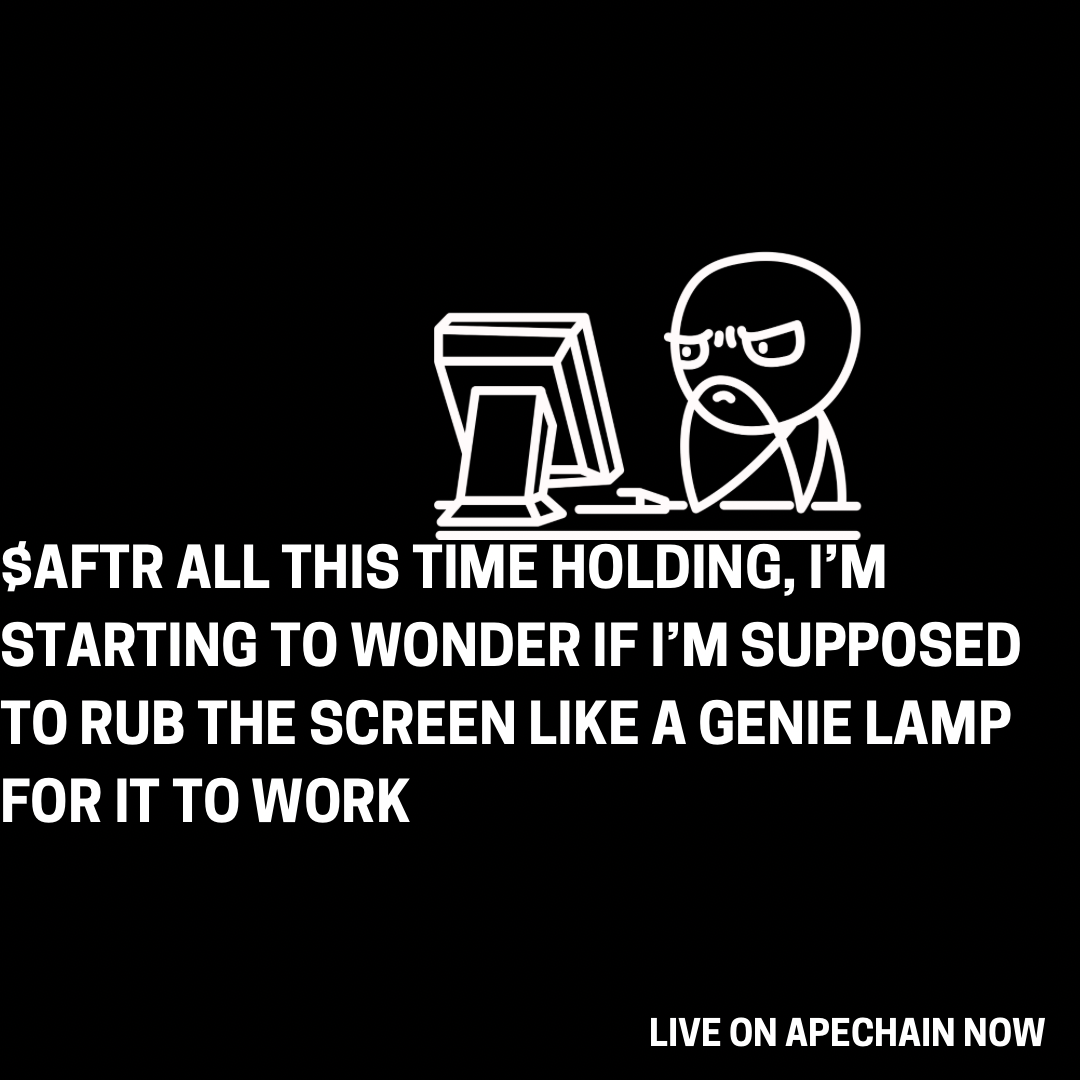 $AFTR ALL THIS TIME HOLDING, I’M
STARTING TO WONDER IF I’M SUPPOSED
TO RUB THE SCREEN LIKE A GENIE LAMP
FOR IT TO WORK
LIVE ON APECHAIN NOW